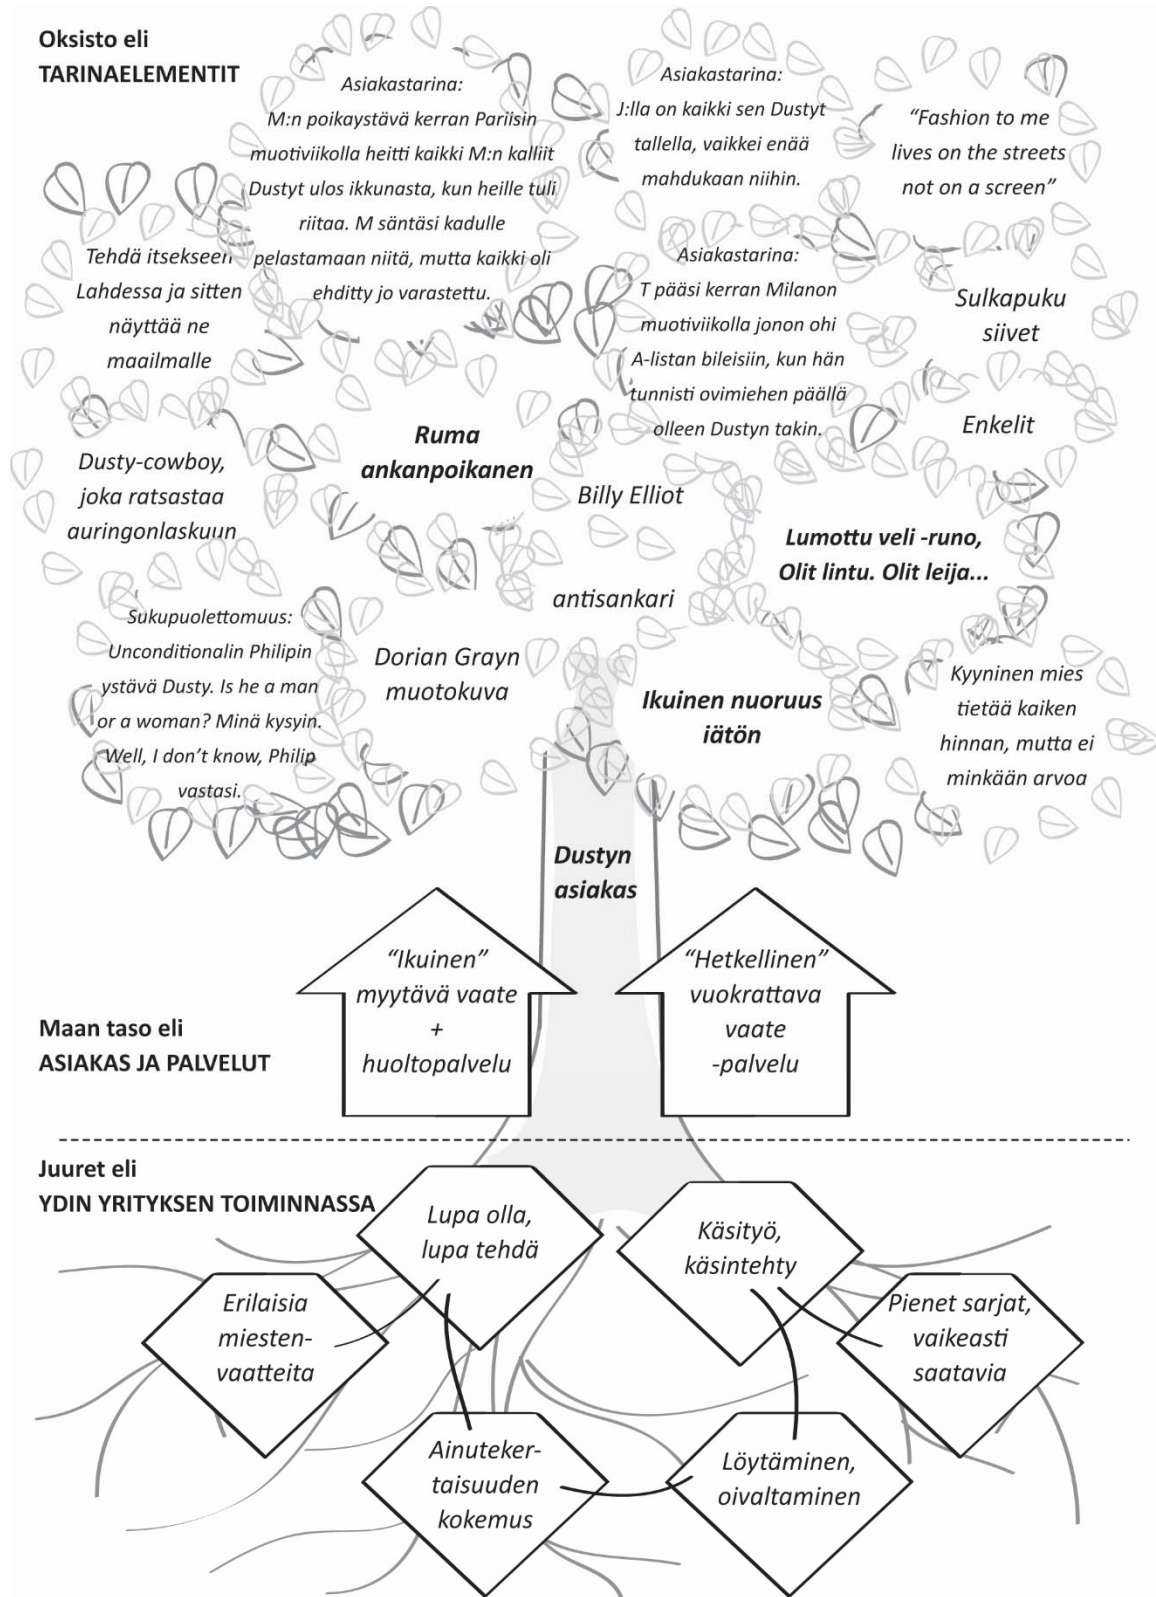 Oksisto eli
TARINAELEMENTIT
Asiakastarina:
M:n poikaystävä kerran Pariisin
muotiviikolla heitti kaikki M:n kalliit
Dustyt ulos ikkunasta, kun heille tuli
riitaa. M säntäsi kadulle
pelastamaan niitä, mutta kaikki oli
ehditty jo varastettu.
Asiakastarina:
J:lla on kaikki sen Dustyt
tallella, vaikkei enää
mahdukaan niihin.
“Fashion to me
lives on the streets
not on a screen”
Tehdä itsekseen
Lahdessa ja sitten
näyttää ne
maailmalle
Asiakastarina:
T pääsi kerran Milanon
muotiviikolla jonon ohi
A-listan bileisiin, kun hän
tunnisti ovimiehen päällä
olleen Dustyn takin.
Sulkapuku
siivet
Enkelit
Dusty-cowboy,
joka ratsastaa
auringonlaskuun
Ruma
ankanpoikanen
Billy Elliot
antisankari
Lumottu veli -runo,
Olit lintu. Olit leija...
Sukupuolettomuus:
Unconditionalin Philipin
ystävä Dusty. Is he a man
or a woman? Minä kysyin.
Well, I don’t know, Philip
vastasi.
Dorian Grayn
muotokuva
Ikuinen nuoruus
iätön
Kyyninen mies
tietää kaiken
hinnan, mutta ei
minkään arvoa
Dustyn
asiakas
“Ikuinen”
myytävä vaate
+
huoltopalvelu
“Hetkellinen”
vuokrattava
vaate
-palvelu
Maan taso eli
ASIAKAS JA PALVELUT
Juuret eli
YDIN YRITYKSEN TOIMINNASSA
Lupa olla,
lupa tehdä
Käsityö,
käsintehty
Erilaisia
miesten-
vaatteita
Pienet sarjat,
vaikeasti
saatavia
Ainuteker-
taisuuden
kokemus
Löytäminen,
oivaltaminen